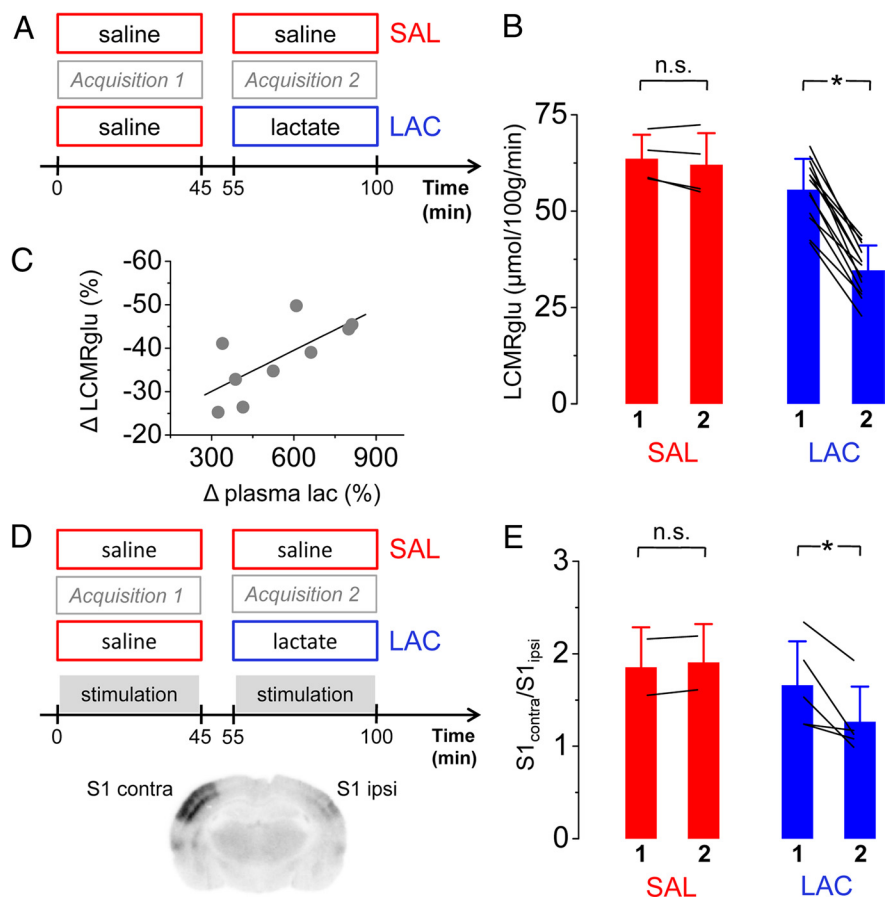 A
saline
saline
SAL
Acquisition 1
Acquisition 2
saline
lactate
LAC
0
45
55
100
Time
(min)
B
n.s.
*
LCMRglu (µmol/100g/min)
75
50
25
0
1
2
1
2
SAL
LAC
C
Δ LCMRglu (%)
-60
-40
-30
-20
300
600
900
Δ plasma lac (%)
D
saline
saline
SAL
Acquisition 1
Acquisition 2
saline
lactate
LAC
stimulation
stimulation
0
45
55
100
Time
(min)
S1 contra
S1 ipsi
E
n.s.
*
S1contra/S1ipsi
3
2
1
0
1
2
1
2
SAL
LAC